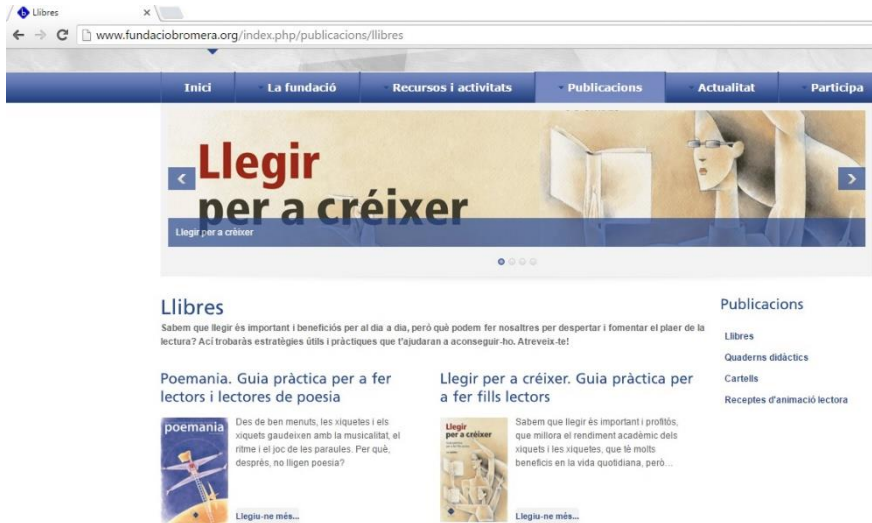 Llibres
www.fundaciobromera.org/index.php/publicacions/llibres
Inici La fundació Recursos i activitats Publicacions Actualitat Participa
Llegir
per a créixer
Llegir per a créixer
Llibres
Sabem que llegir és important i beneficiós per al dia a dia, però què podem fer nosaltres per despertar i fomentar el plaer de la
lectura? Ací trobaràs estratègies útils i pràctiques que t'ajudaran a aconseguir-ho. Atreveix-te!
Poemania. Guia pràctica per a fer
lectors i lectores de poesia
poemania
Des de ben menuts, les xiquetes i els
xiquets gaudeixen amb la musicalitat, el
ritme i el joc de les paraules. Per què,
després, no lligen poesia?
Llegiu-ne més...
Llegir per a créixer. Guia pràctica per
a fer fills lectors
Llegir
per a créixer
Sabem que llegir és important i profitós,
que millora el rendiment acadèmic dels
xiquets i les xiquetes, que té molts
beneficis en la vida quotidiana, però...
Llegiu-ne més...
Publicacions
Llibres
Quaderns didàctics
Cartells
Receptes d'animació lectora